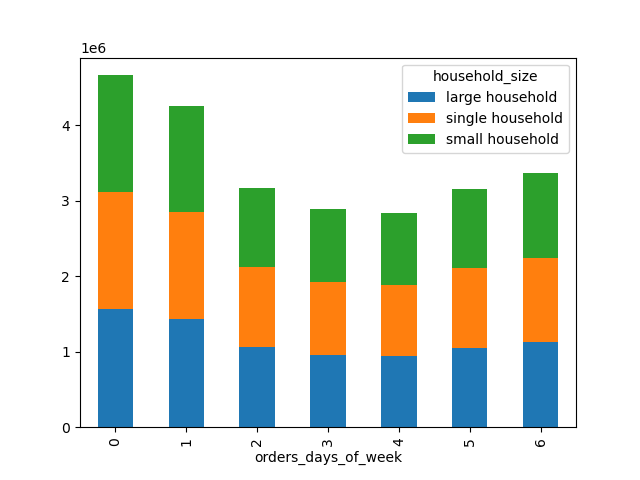 1e6
household_size
large household
single household
small household
4
3
2
1
0
0 1 2 3 4 5 6
orders_days_of_week